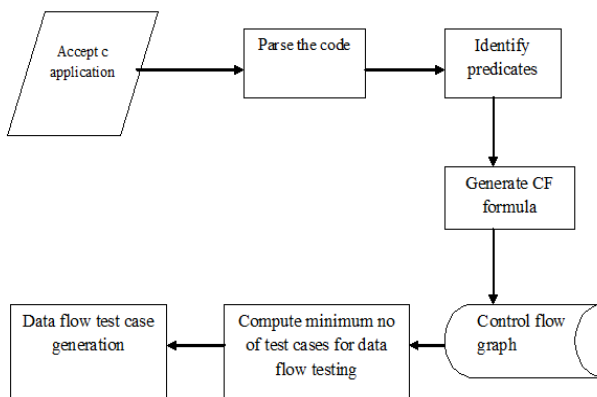 Accept c
application
Parse the code
Identify
predicates
Generate CF
formula
Control flow
graph
Compute minimum no
of test cases for data
flow testing
Data flow test case
generation